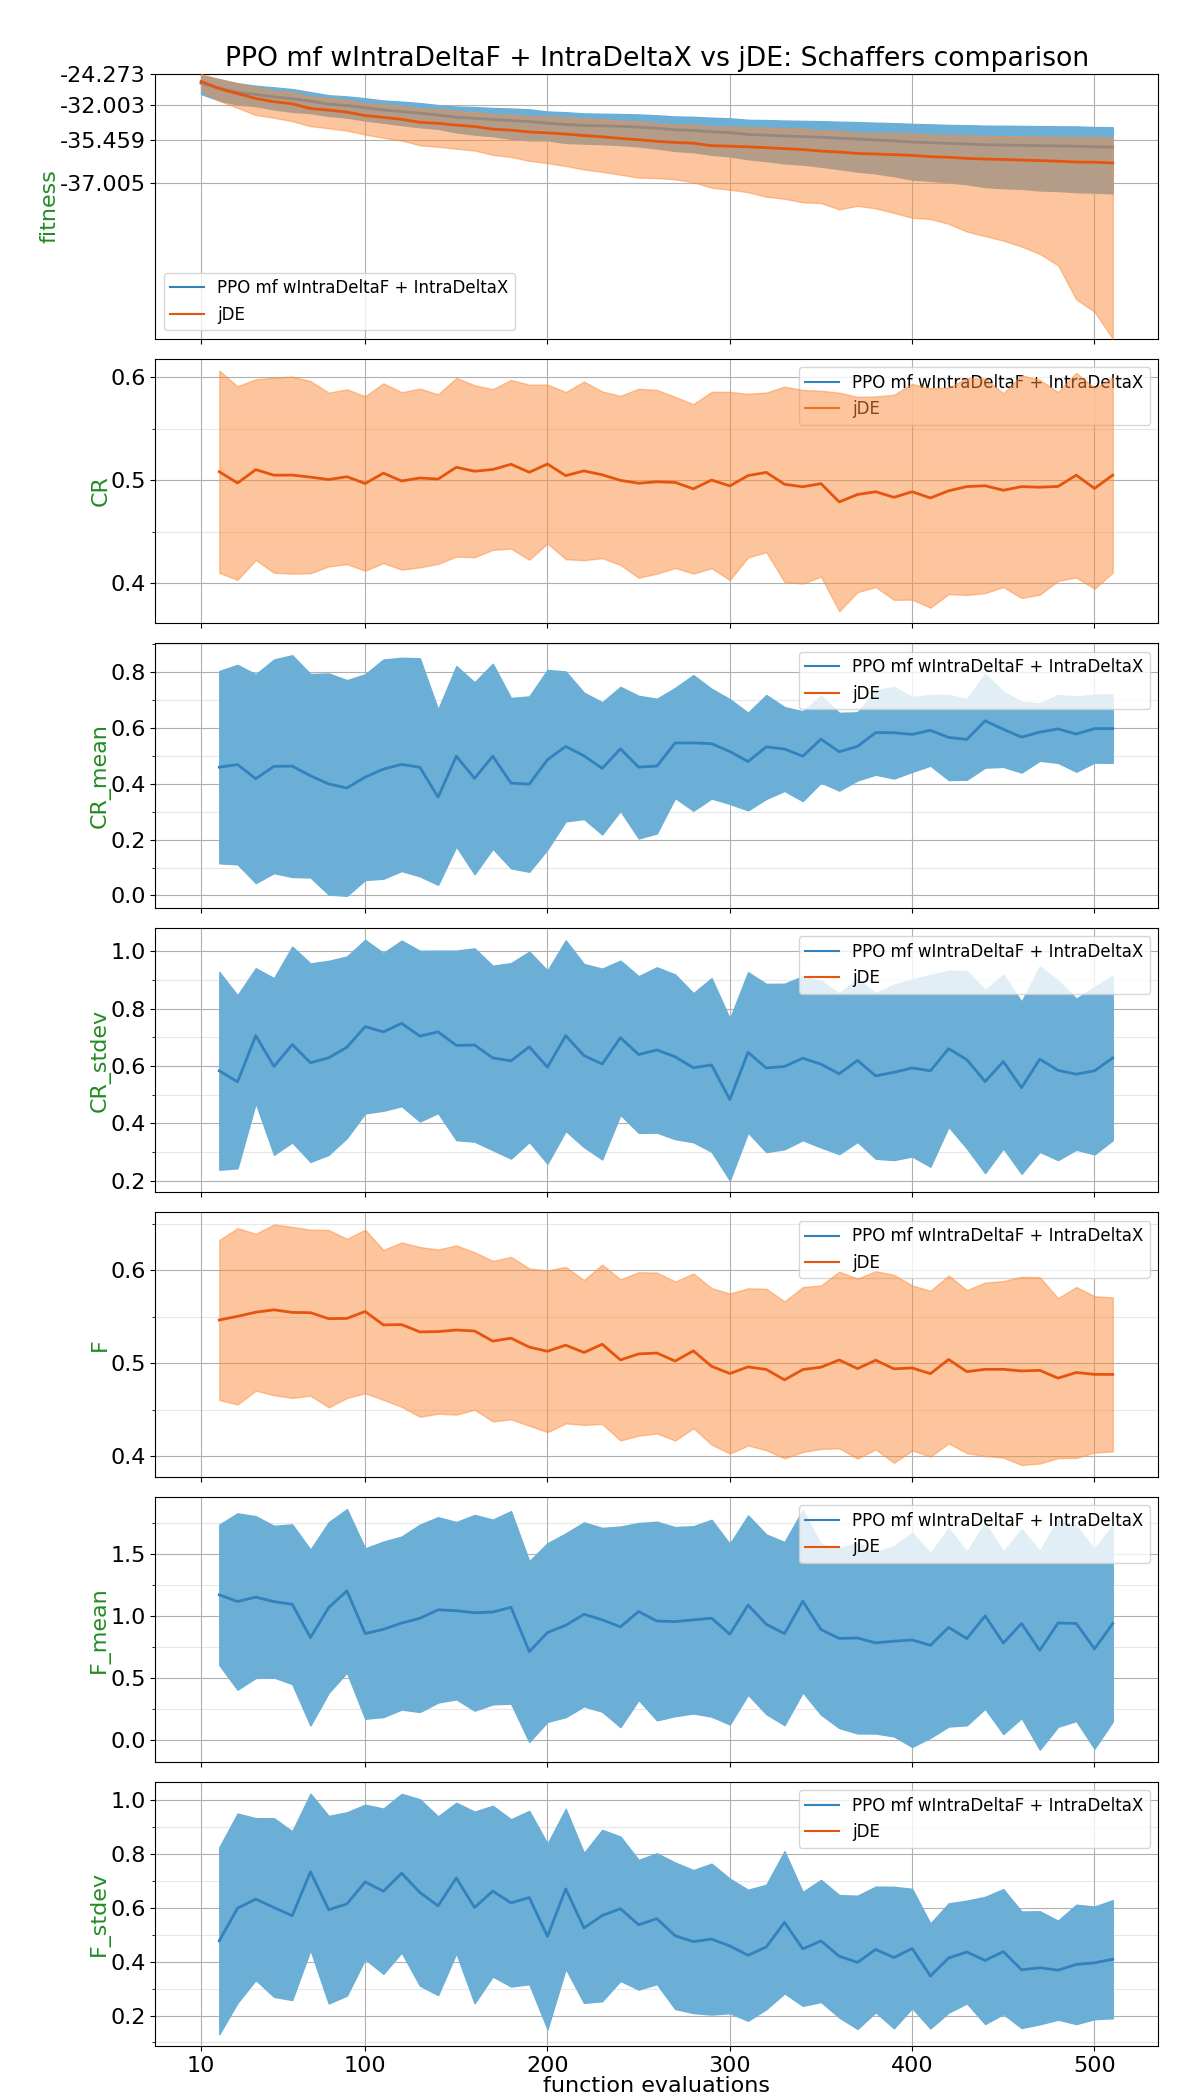 PPO mf wIntraDeltaF + IntraDeltaX vs jDE: Schaffers comparison
-24.273
-32.003
-35.459
-37.005
fitness
PPO mf wIntraDeltaF + IntraDeltaX
jDE
0.6
0.5
0.4
CR
PPO mf wIntraDeltaF + IntraDeltaX
jDE
0.8
0.6
0.4
0.2
0.0
CR_mean
PPO mf wIntraDeltaF + IntraDeltaX
jDE
1.0
0.8
0.6
0.4
0.2
CR_stdev
PPO mf wIntraDeltaF + IntraDeltaX
jDE
0.6
0.5
0.4
F
PPO mf wIntraDeltaF + IntraDeltaX
jDE
1.5
1.0
0.5
0.0
F_mean
PPO mf wIntraDeltaF + IntraDeltaX
jDE
1.0
0.8
0.6
0.4
0.2
F_stdev
PPO mf wIntraDeltaF + IntraDeltaX
jDE
10 100 200 300 400 500
function evaluations